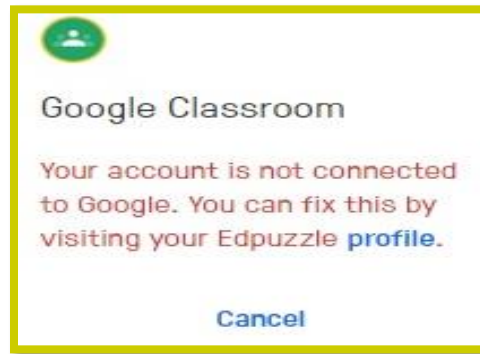 Google Classroom
Your account is not connected
to Google. You can fix this by
visiting your Edpuzzle profile.
Cancel